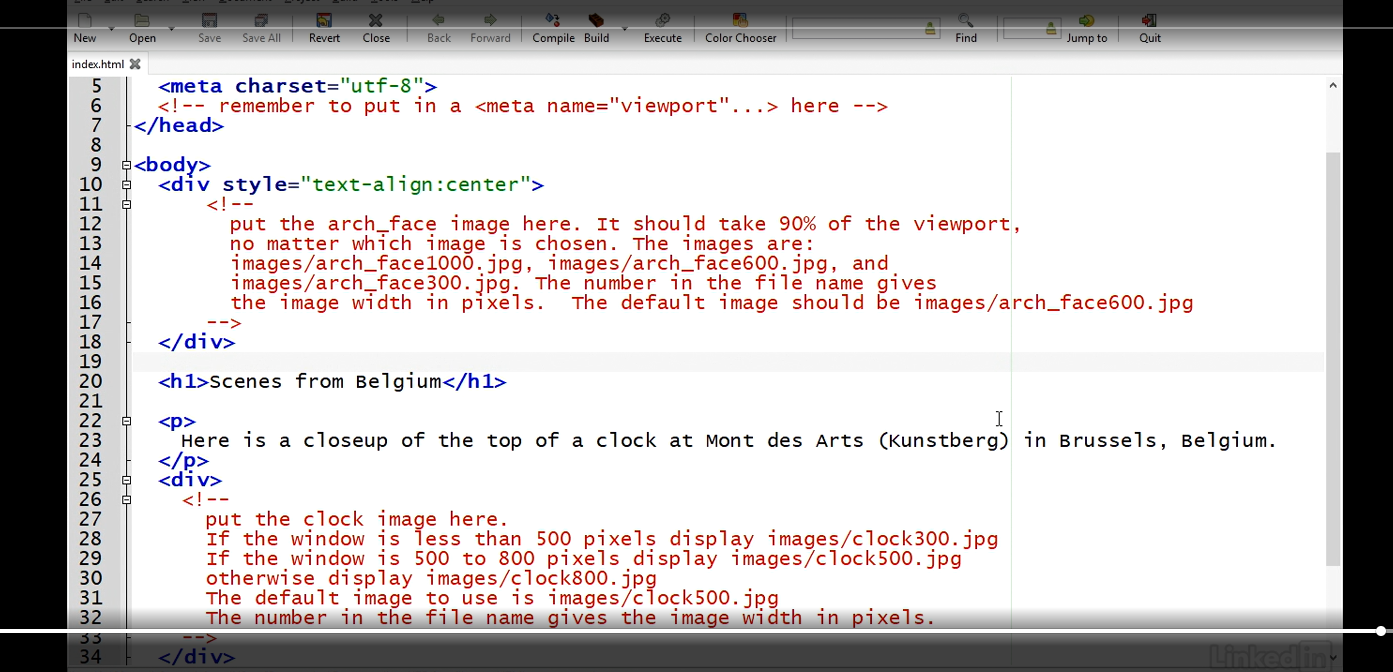 New Open Save Save All Revert Close Back Forward Compile Build Execute Color Chooser Find Jump to Quit
index.html
5 <meta charset="utf-8">
6 <!-- remember to put in a <meta name="viewport"...> here -->
7 </head>
8
9 <body>
10 <div style="text-align:center">
11 <!--
12 put the arch_face image here. It should take 90% of the viewport,
13 no matter which image is chosen. The images are:
14 images/arch_face1000.jpg, images/arch_face600.jpg, and
15 images/arch_face300.jpg. The number in the file name gives
16 the image width in pixels. The default image should be images/arch_face600.jpg
17 -->
18 </div>
19
20 <h1>Scenes from Belgium</h1>
21
22 <p>
23 Here is a closeup of the top of a clock at Mont des Arts (Kunstberg) in Brussels, Belgium.
24 </p>
25 <div>
26 <!--
27 put the clock image here.
28 If the window is less than 500 pixels display images/clock300.jpg
29 If the window is 500 to 800 pixels display images/clock500.jpg
30 otherwise display images/clock800.jpg
31 The default image to use is images/clock500.jpg
32 The number in the file name gives the image width in pixels.
33 -->
34 </div>
Linked in